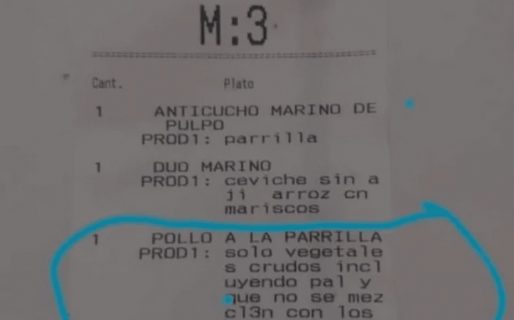 M:3
Cant. Plato
1 ANTICUCHO MARINO DE
PULPO
PROD1: parrilla
1 DUO MARINO
PROD1: ceviche sin a
ji arroz cn
mariscos
1 POLLO A LA PARRILLA
PROD1: solo vegetale
s crudos incl
uyendo pal y
que no se mez
cl3n con los